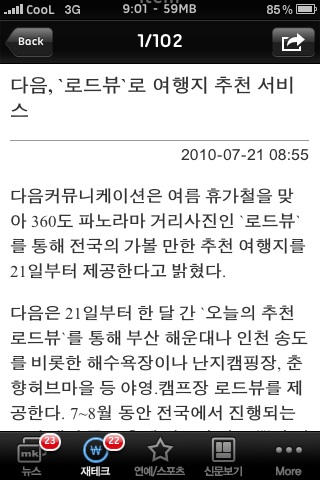 CooL 3G 9:01 - 59MB 85%
Back 1/102
다음, `로드뷰`로 여행지 추천 서비
스
2010-07-21 08:55
다음커뮤니케이션은 여름 휴가철을 맞
아 360도 파노라마 거리사진인 `로드뷰`
를 통해 전국의 가볼 만한 추천 여행지를
21일부터 제공한다고 밝혔다.
다음은 21일부터 한 달 간 `오늘의 추천
로드뷰`를 통해 부산 해운대나 인천 송도
를 비롯한 해수욕장이나 난지캠핑장, 춘
향허브마을 등 야영.캠프장 로드뷰를 제
공한다. 7~8월 동안 전국에서 진행되는
mk 23 22
뉴스 재테크 연예/스포츠 신문보기 More